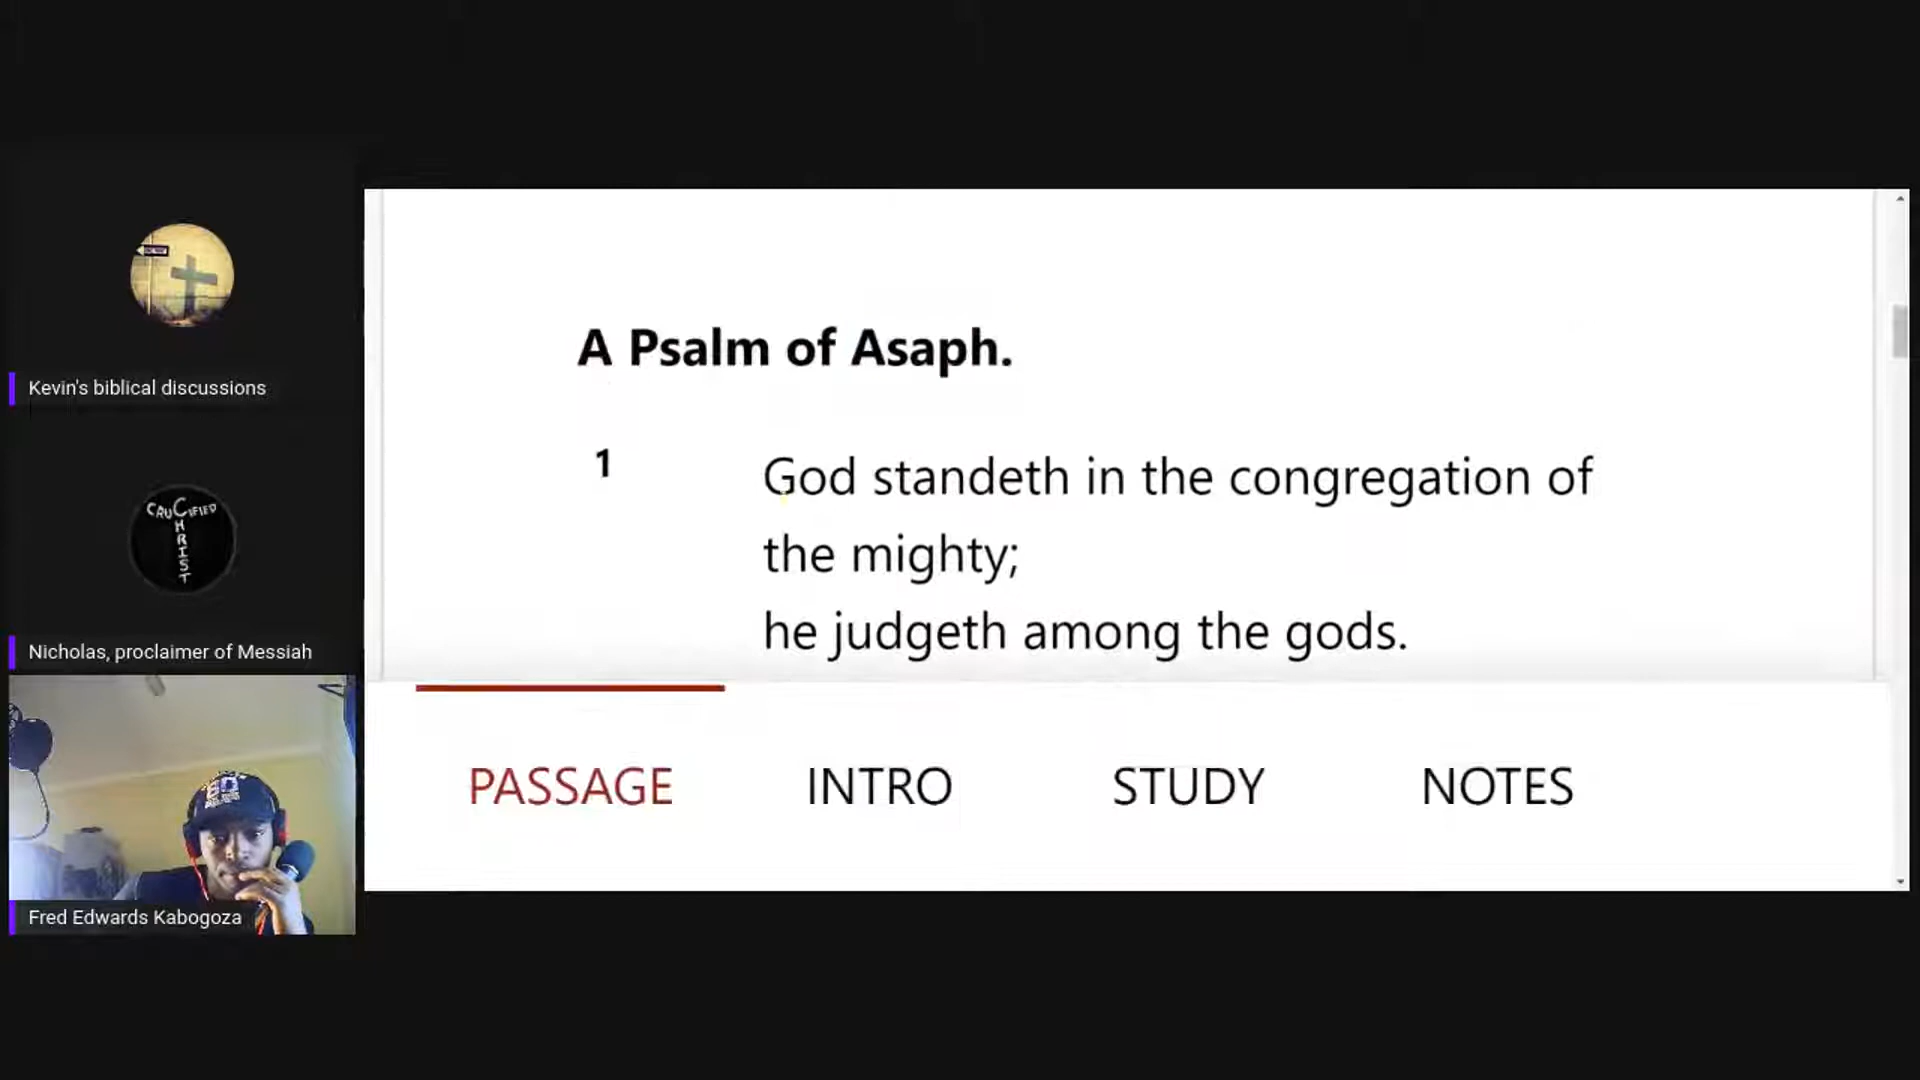 Kevin's biblical discussions
CRUCIFIED
CHRIST
Nicholas, proclaimer of Messiah
Fred Edwards Kabogoza
A Psalm of Asaph.
1 God standeth in the congregation of
the mighty;
he judgeth among the gods.
PASSAGE INTRO STUDY NOTES